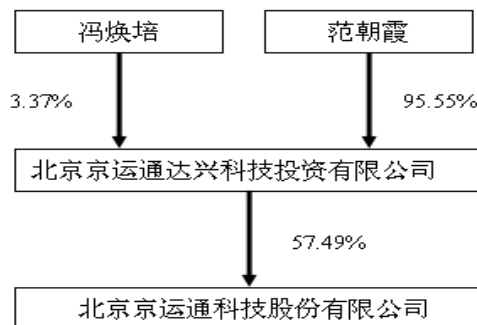 冯焕培
范朝霞
3.37%
95.55%
北京京运通达兴科技投资有限公司
57.49%
北京京运通科技股份有限公司